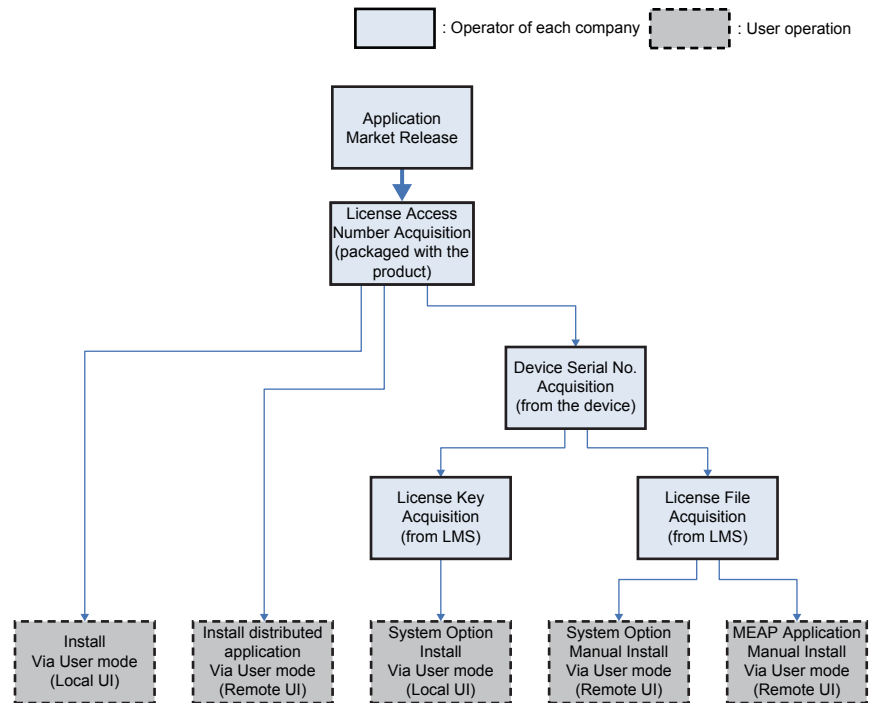 : Operator of each company
: User operation
Application
Market Release
License Access
Number Acquisition
(packaged with the
product)
Device Serial No.
Acquisition
(from the device)
License Key
Acquisition
(from LMS)
License File
Acquisition
(from LMS)
Install
Via User mode
(Local UI)
Install distributed
application
Via User mode
(Remote UI)
System Option
Install
Via User mode
(Local UI)
System Option
Manual Install
Via User mode
(Remote UI)
MEAP Application
Manual Install
Via User mode
(Remote UI)